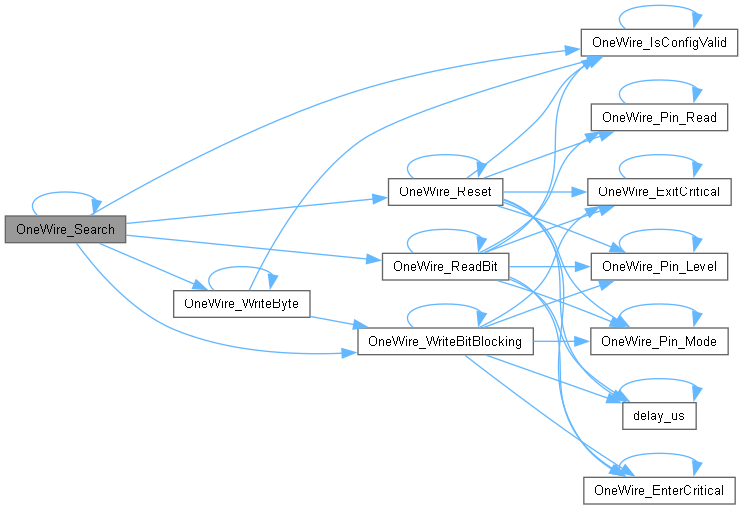 OneWire_IsConfigValid
OneWire_Pin_Read
OneWire_Reset
OneWire_ExitCritical
OneWire_Search
OneWire_ReadBit
OneWire_Pin_Level
OneWire_WriteByte
OneWire_WriteBitBlocking
OneWire_Pin_Mode
delay_us
OneWire_EnterCritical